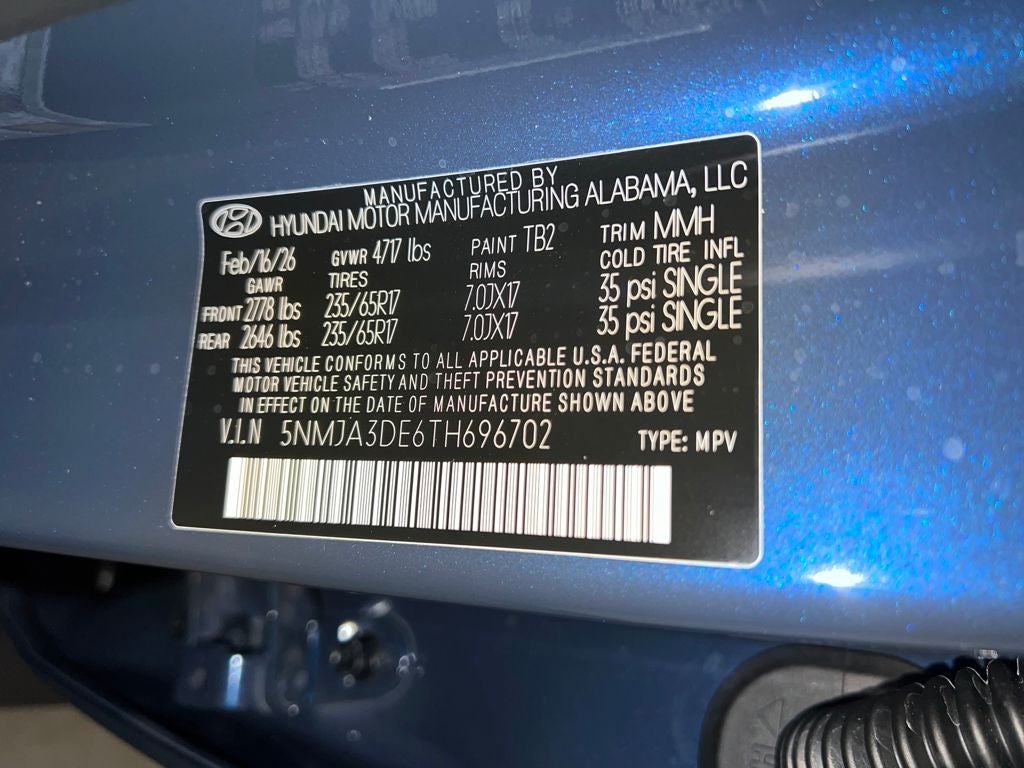 MANUFACTURED BY
HYUNDAI MOTOR MANUFACTURING ALABAMA, LLC
Feb/16/26 GVWR 4717 lbs PAINT TB2 TRIM MMH
GAWR TIRES RIMS COLD TIRE INFL
FRONT 2778 lbs 235/65R17 7.0JX17 35 psi SINGLE
REAR 2646 lbs 235/65R17 7.0JX17 35 psi SINGLE
THIS VEHICLE CONFORMS TO ALL APPLICABLE U.S.A. FEDERAL
MOTOR VEHICLE SAFETY AND THEFT PREVENTION STANDARDS
IN EFFECT ON THE DATE OF MANUFACTURE SHOWN ABOVE
V.I.N 5NMJA3DE6TH696702 TYPE: MPV